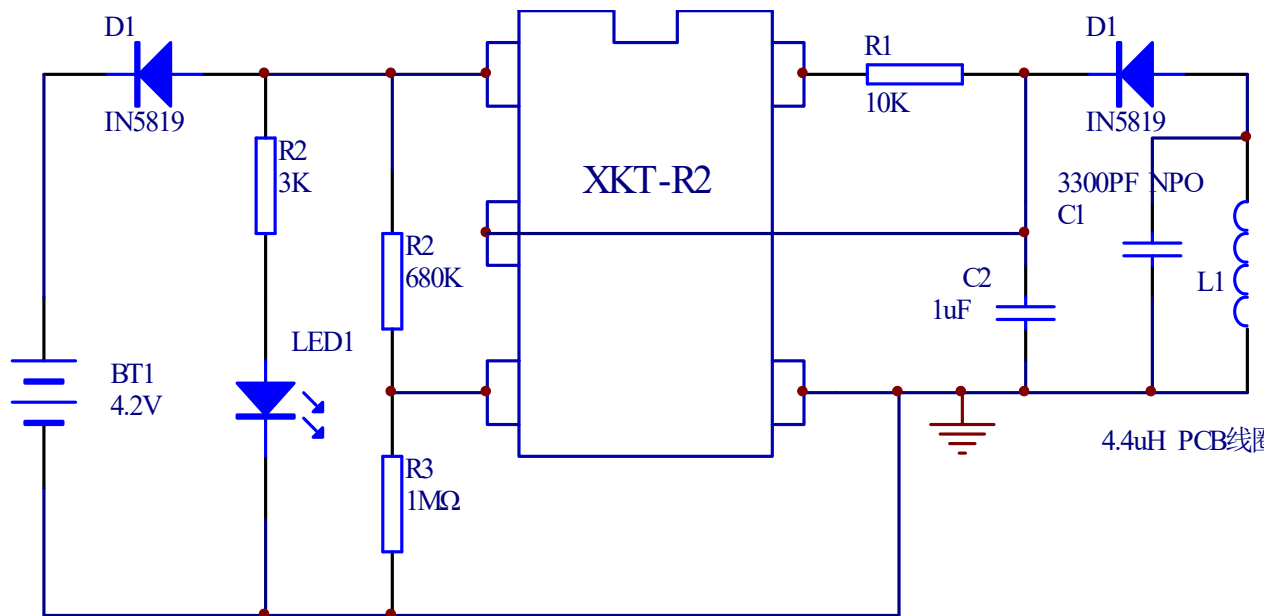 D1
IN5819
R2
3K
R2
680K
LED1
BT1
4.2V
R3
1MΩ
XKT-R2
R1
10K
D1
IN5819
3300PF NPO
C1
C2
1uF
L1
4.4uH PCB线圈